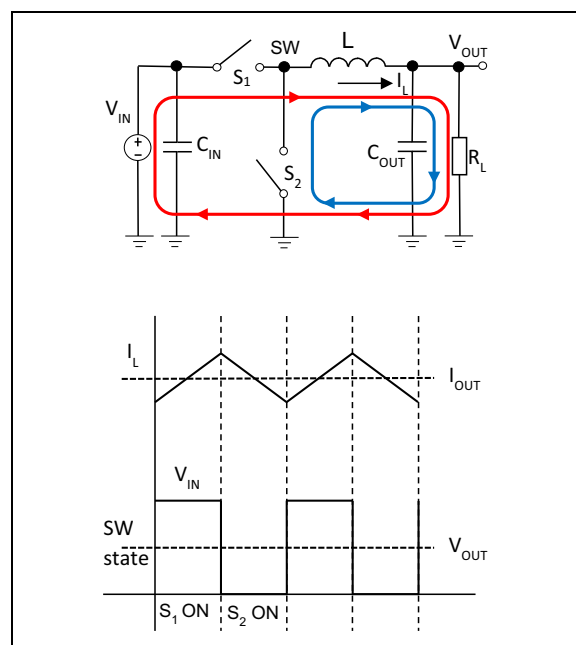 SW
L
V_OUT
S_1
I_L
V_IN
C_IN
S_2
C_OUT
R_L
I_L
I_OUT
V_IN
SW
state
V_OUT
S_1 ON
S_2 ON